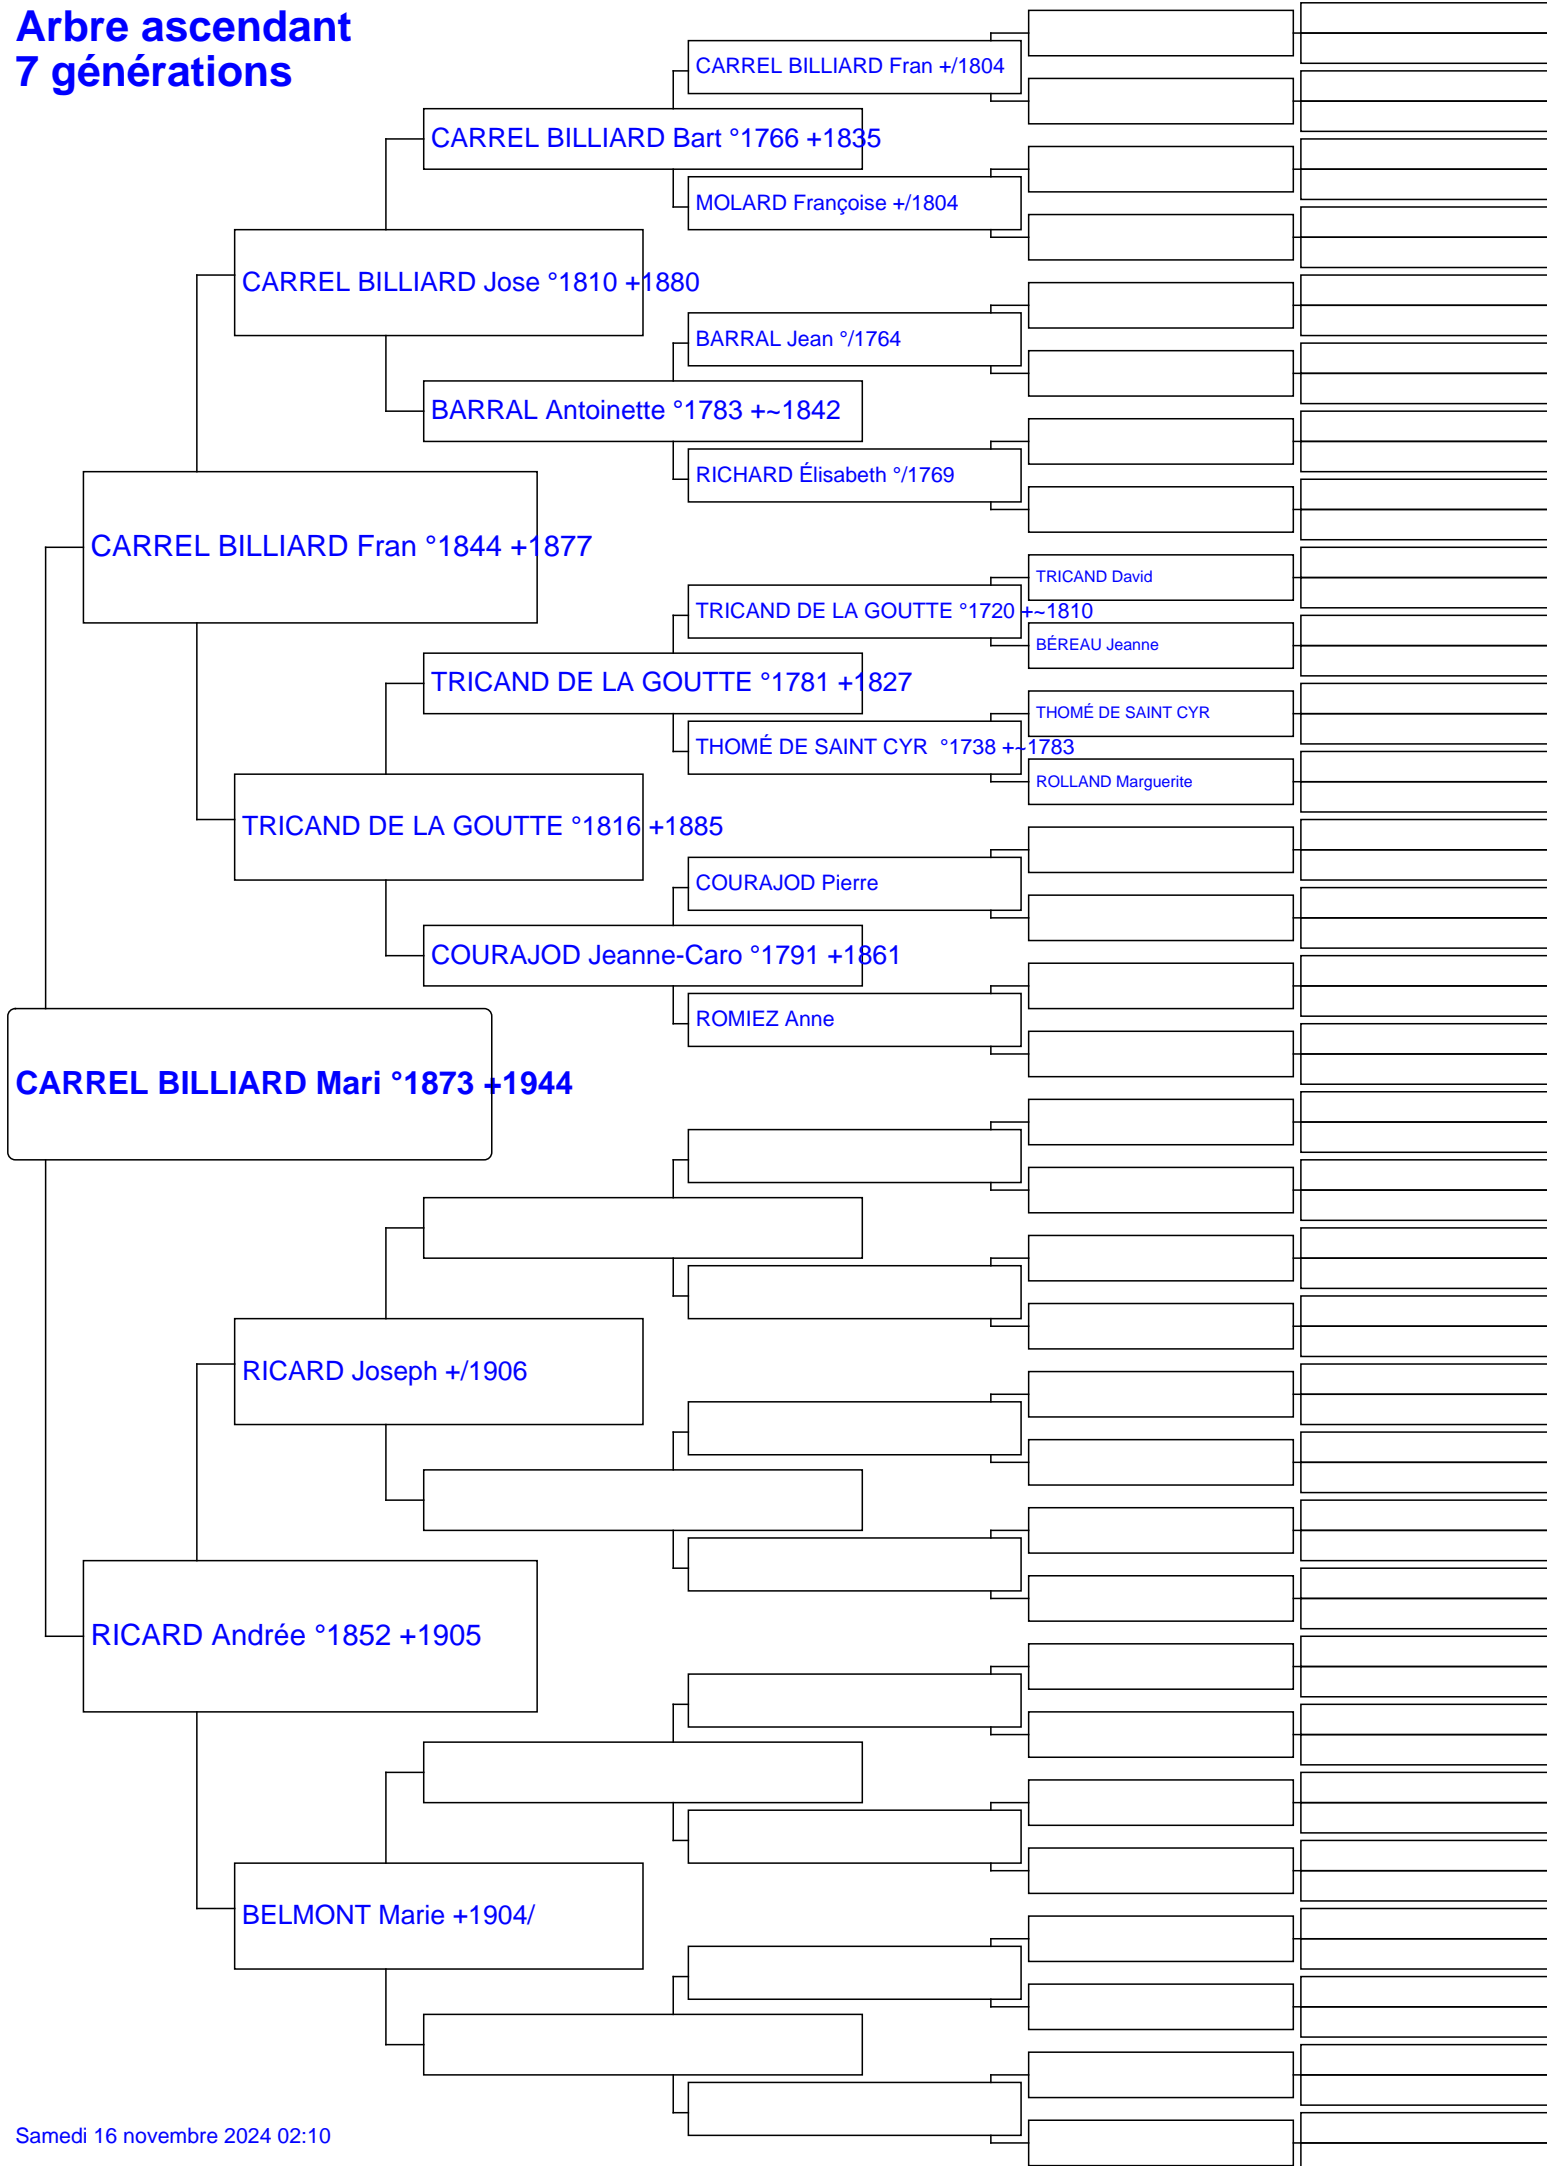 Arbre ascendant
7 générations
CARREL BILLIARD Fran +/1804
CARREL BILLIARD Bart °1766 +1835
MOLARD Françoise +/1804
CARREL BILLIARD Jose °1810 +1880
BARRAL Jean °/1764
BARRAL Antoinette °1783 +~1842
RICHARD Élisabeth °/1769
CARREL BILLIARD Fran °1844 +1877
TRICAND David
TRICAND DE LA GOUTTE °1720 +~1810
BÉREAU Jeanne
TRICAND DE LA GOUTTE °1781 +1827
THOMÉ DE SAINT CYR
THOMÉ DE SAINT CYR  °1738 +~1783
ROLLAND Marguerite
TRICAND DE LA GOUTTE °1816 +1885
COURAJOD Pierre
COURAJOD Jeanne-Caro °1791 +1861
ROMIEZ Anne
CARREL BILLIARD Mari °1873 +1944
RICARD Joseph +/1906
RICARD Andrée °1852 +1905
BELMONT Marie +1904/
Samedi 16 novembre 2024 02:10